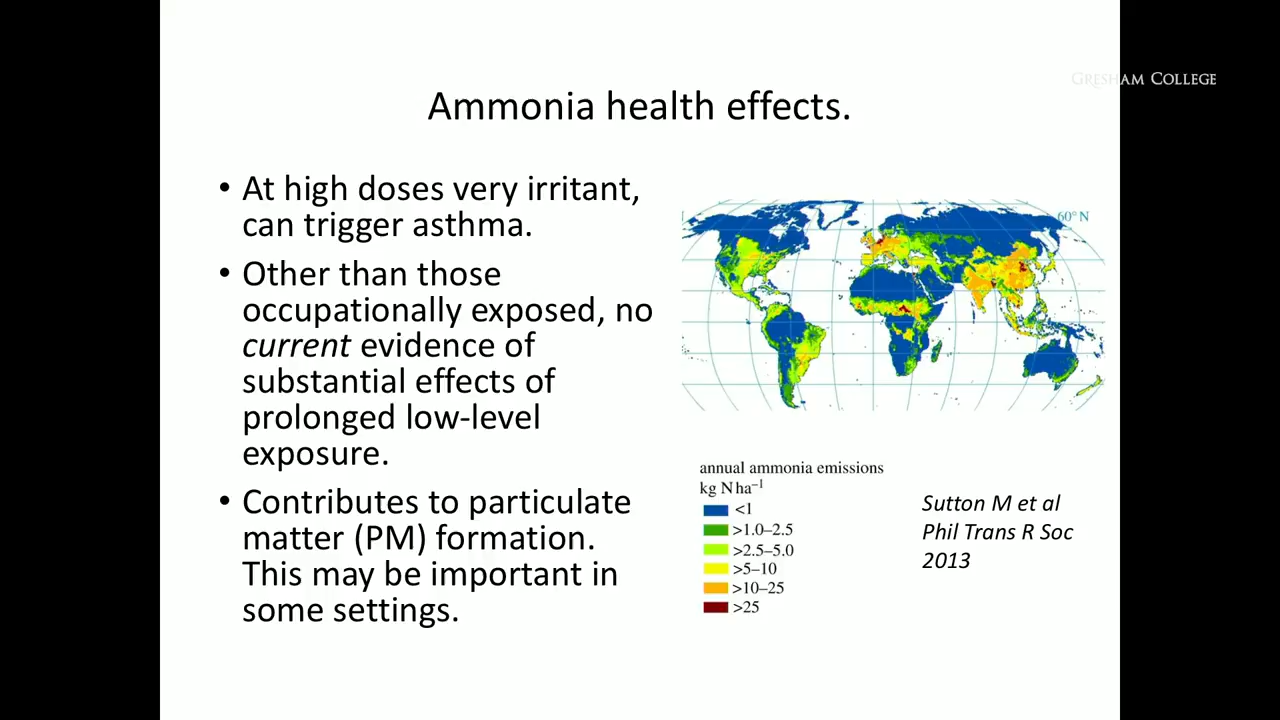 GRESHAM COLLEGE
Ammonia health effects.
• At high doses very irritant,
can trigger asthma.
• Other than those
occupationally exposed, no
current evidence of
substantial effects of
prolonged low-level
exposure.
• Contributes to particulate
matter (PM) formation.
This may be important in
some settings.
60° N
annual ammonia emissions
kg N ha⁻¹
<1
>1.0–2.5
>2.5–5.0
>5–10
>10–25
>25
Sutton M et al
Phil Trans R Soc
2013